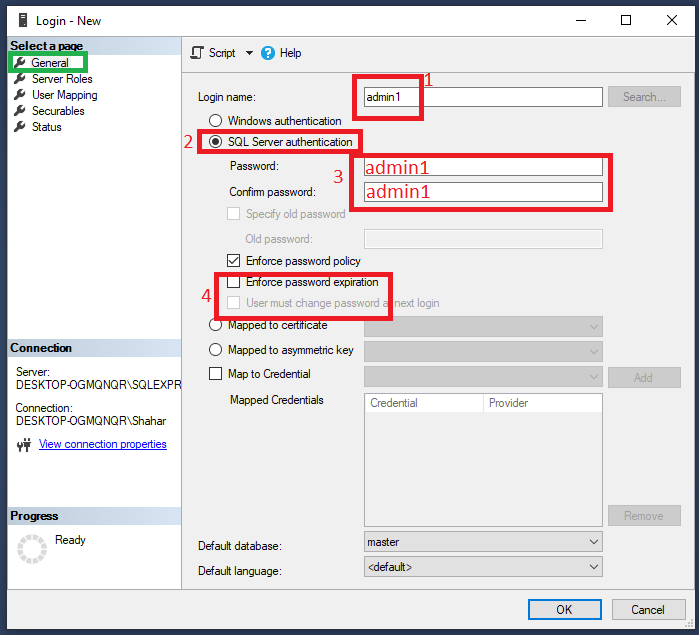 Login - New
Select a page
General
Server Roles
User Mapping
Securables
Status
Script
Help
1
Login name:
admin1
Search...
Windows authentication
2
SQL Server authentication
3
Password:
admin1
Confirm password:
admin1
Specify old password
Old password:
Enforce password policy
4
Enforce password expiration
User must change password at next login
Mapped to certificate
Mapped to asymmetric key
Map to Credential
Add
Mapped Credentials
Credential
Provider
Remove
Default database:
master
Default language:
<default>
Connection
Server:
DESKTOP-OGMQNQR\SQLEXPR
Connection:
DESKTOP-OGMQNQR\Shahar
View connection properties
Progress
Ready
OK
Cancel